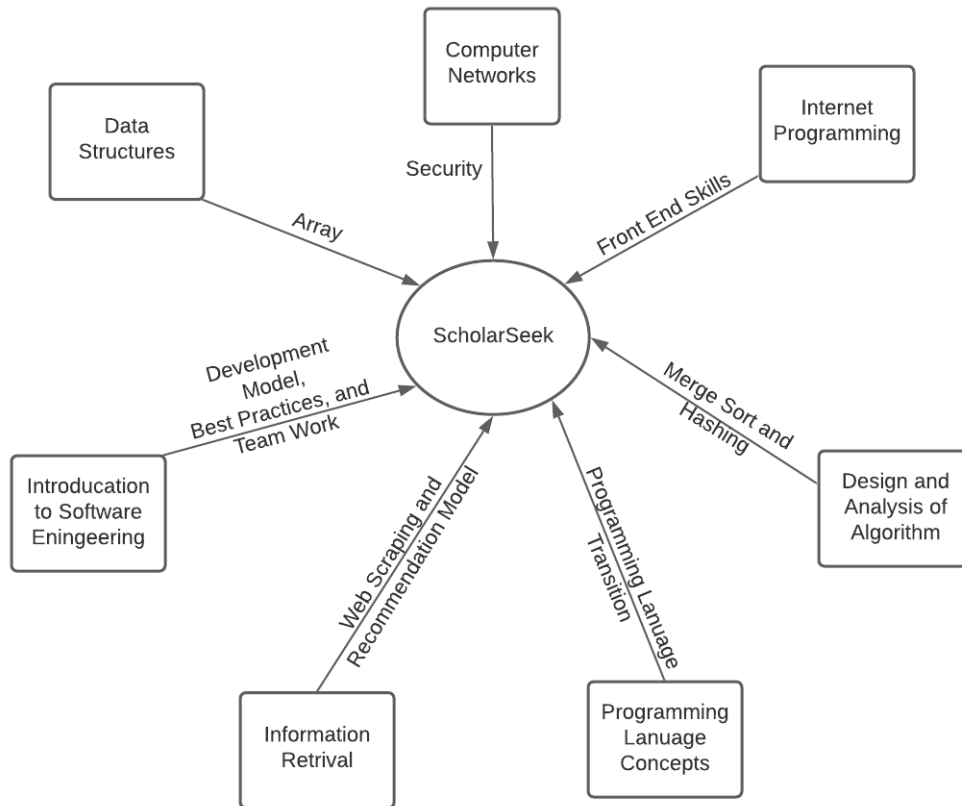 Computer
Networks
Data
Structures
Internet
Programming
Security
Array
Front End Skills
ScholarSeek
Development
Model,
Best Practices, and
Team Work
Merge Sort and
Hashing
Introducation
to Software
Eningeering
Design and
Analysis of
Algorithm
Web Scraping and
Recommendation Model
Programming Lanuage
Transition
Information
Retrival
Programming
Lanuage
Concepts